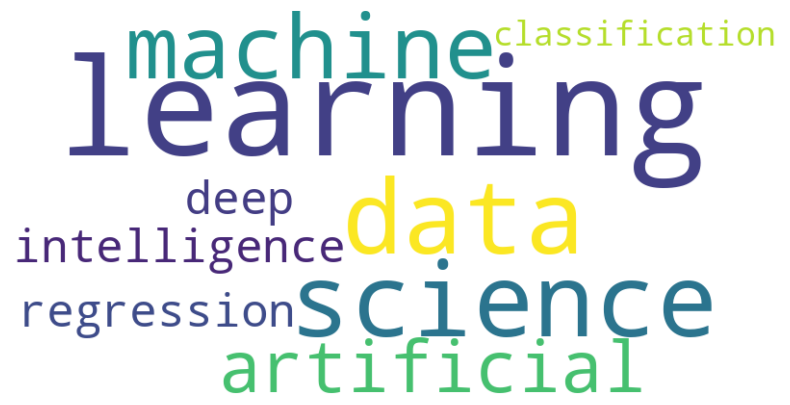 machine
classification
learning
deep
data
intelligence
science
regression
artificial